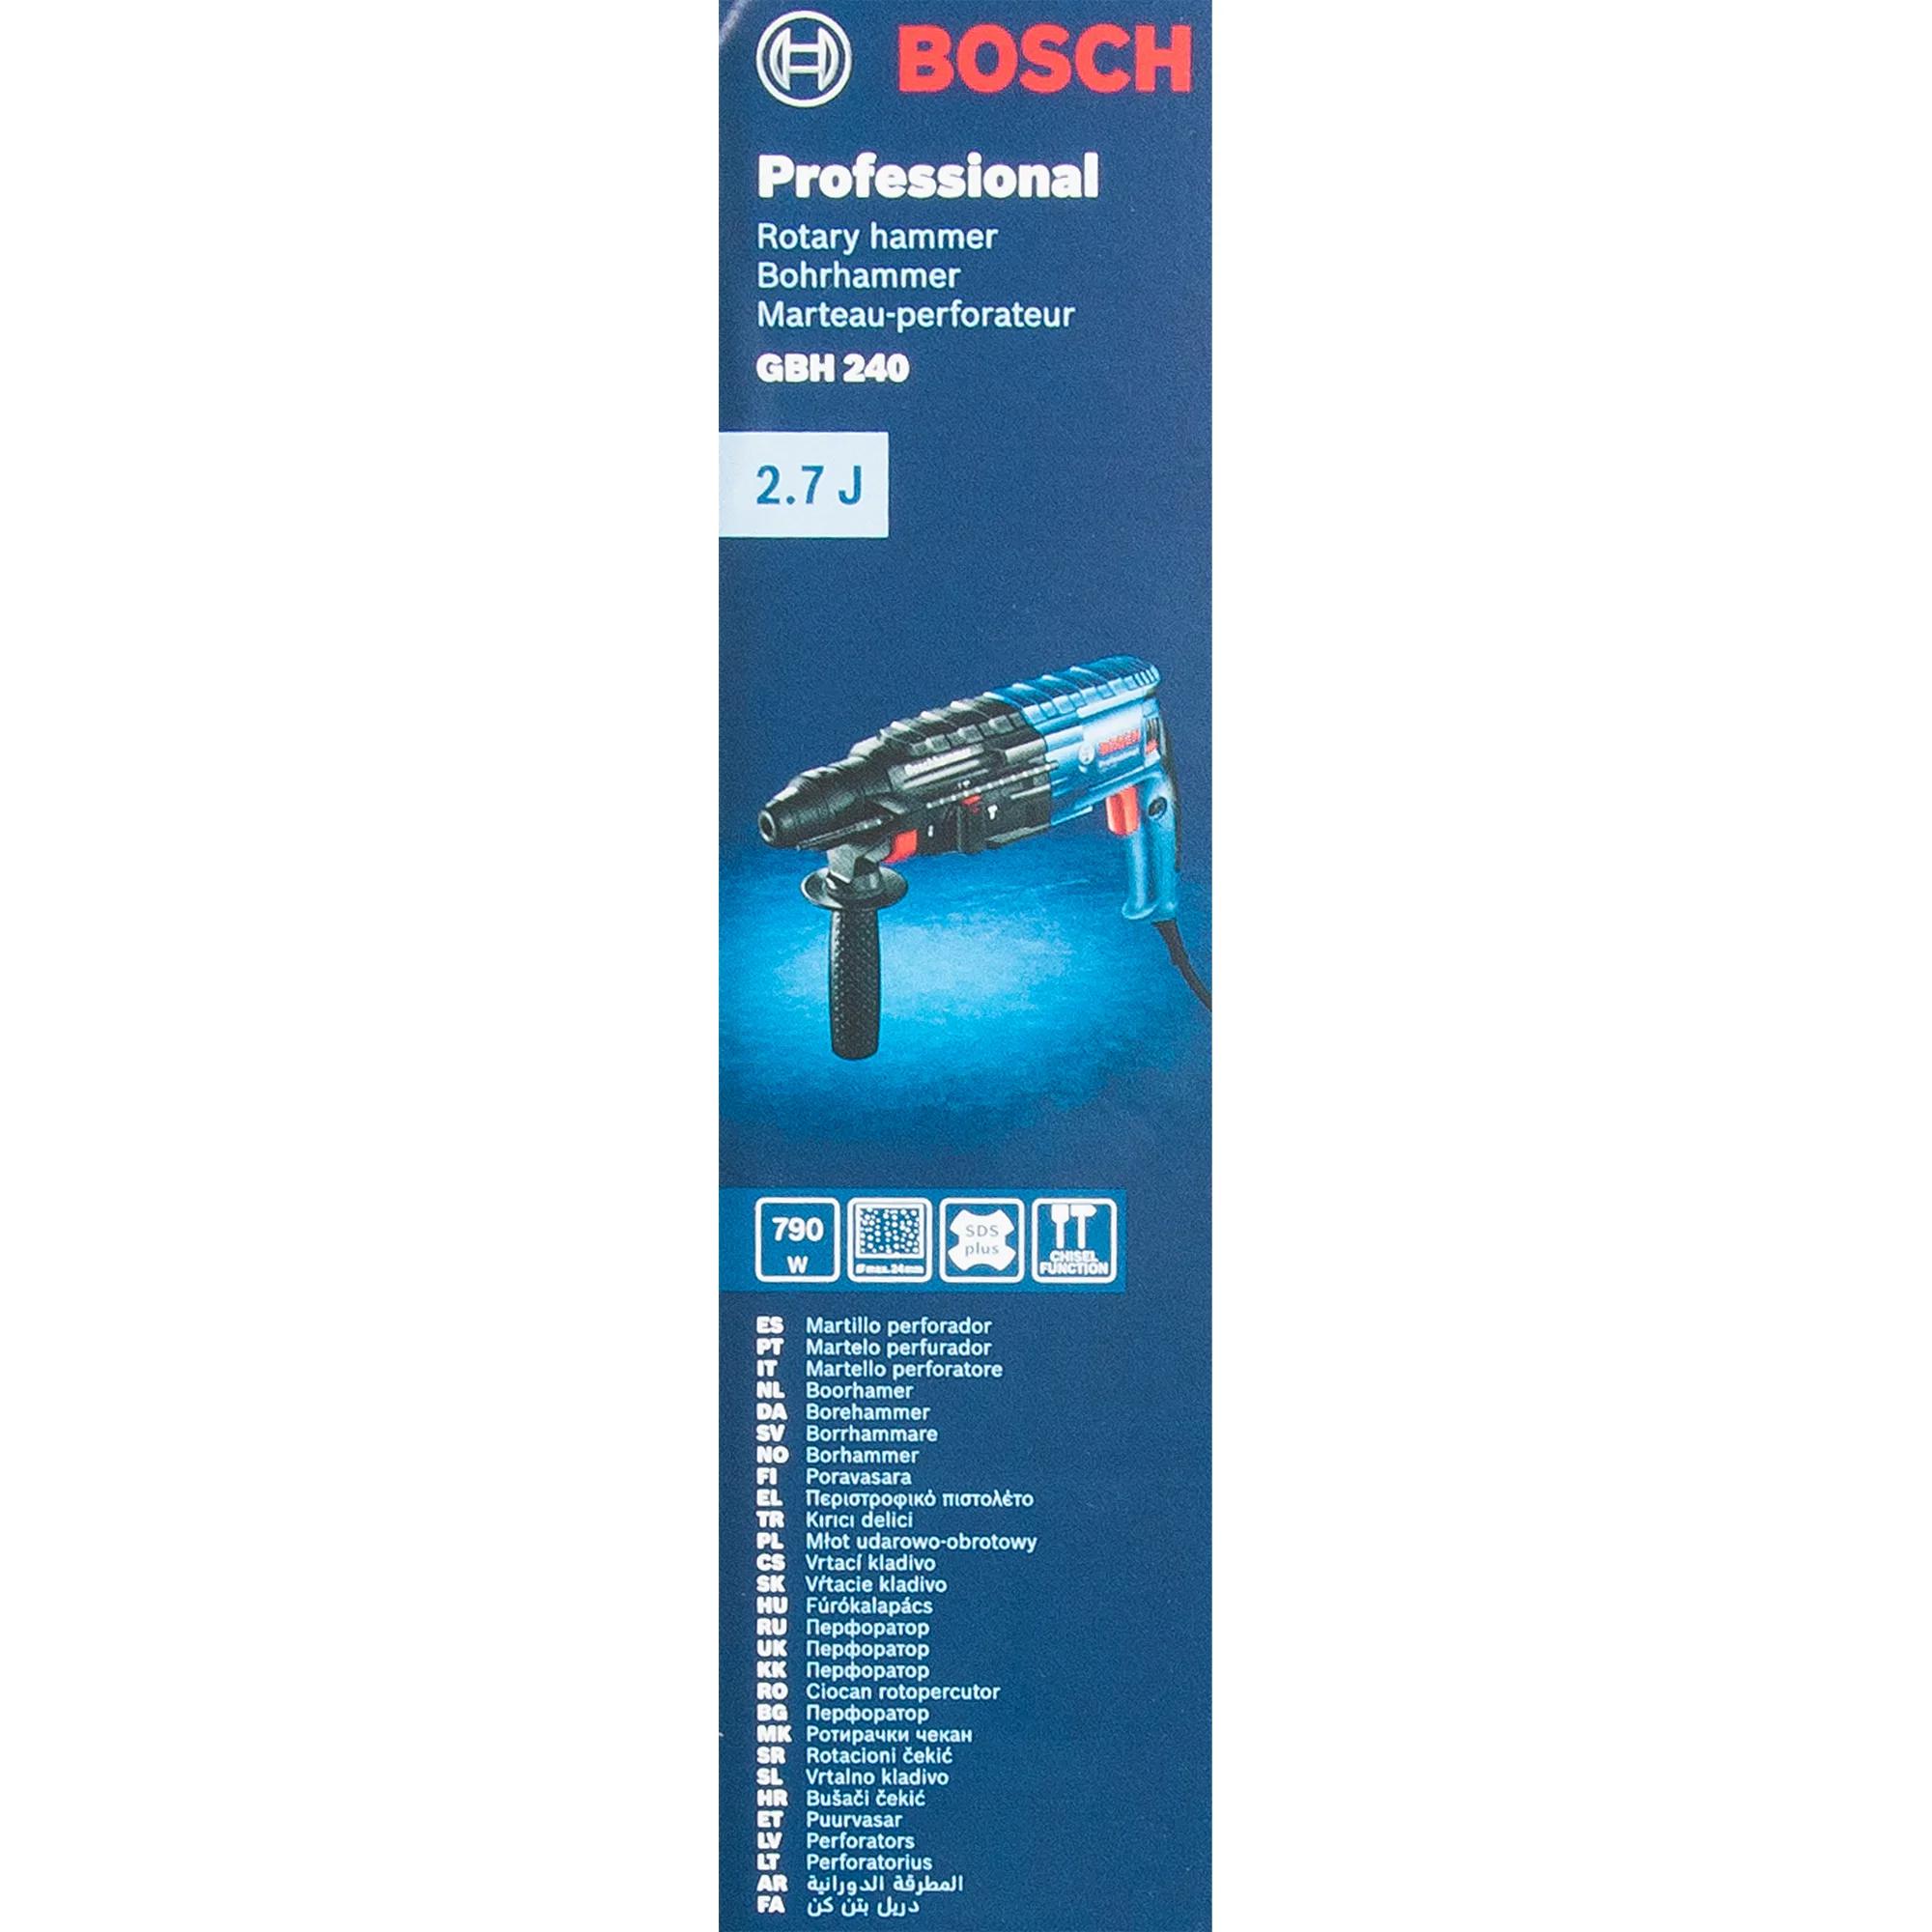 BOSCH
Professional
Rotary hammer
Bohrhammer
Marteau-perforateur
GBH 240
2.7 J
BOSCH
790
W
Ø max. 24mm
SDS
plus
CHISEL
FUNCTION
ES Martillo perforador
PT Martelo perfurador
IT Martello perforatore
NL Boorhamer
DA Borehammer
SV Borrhammare
NO Borhammer
FI Poravasara
EL Περιστροφικό πιστολέτο
TR Kırıcı delici
PL Młot udarowo-obrotowy
CS Vrtací kladivo
SK Vŕtacie kladivo
HU Fúrókalapács
RU Перфоратор
UK Перфоратор
KK Перфоратор
RO Ciocan rotopercutor
BG Перфоратор
MK Ротирачки чекан
SR Rotacioni čekić
SL Vrtalno kladivo
HR Bušači čekić
ET Puurvasar
LV Perforators
LT Perforatorius
AR المطرقة الدورانية
FA دریل بتن کن